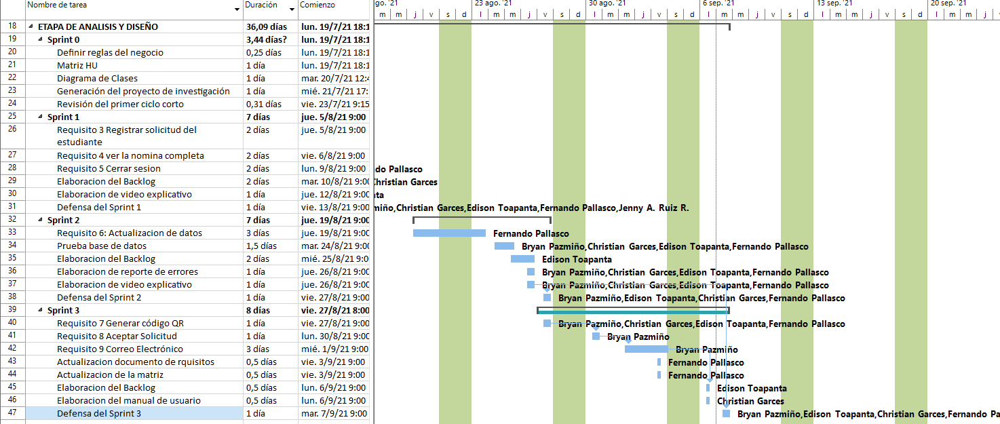 Nombre de tarea Duración Comienzo go. '21 23 ago. '21 30 ago. '21 6 sep. '21 13 sep. '21 20 sep. '21
m m j v s d l m m j v s d l m m j v s d l m m j v s d l m m j v s d l m m j
18 ETAPA DE ANALISIS Y DISEÑO 36,09 días lun. 19/7/21 18:1
19 Sprint 0 3,44 días? lun. 19/7/21 18:1
20 Definir reglas del negocio 0,25 días lun. 19/7/21 18:1
21 Matriz HU 1 día lun. 19/7/21 18:1
22 Diagrama de Clases 1 día mar. 20/7/21 12:4
23 Generación del proyecto de investigación 1 día mié. 21/7/21 17:
24 Revisión del primer ciclo corto 0,31 días vie. 23/7/21 9:15
25 Sprint 1 7 días jue. 5/8/21 9:00
26 Requisito 3 Registrar solicitud del 2 días jue. 5/8/21 9:00
estudiante
27 Requisito 4 ver la nomina completa 2 días vie. 6/8/21 9:00
28 Requisito 5 Cerrar sesion 2 días lun. 9/8/21 9:00 do Pallasco
29 Elaboracion del Backlog 2 días mar. 10/8/21 9:00 Christian Garces
30 Elaboracion de video explicativo 1 día jue. 12/8/21 9:00 nta
31 Defensa del Sprint 1 1 día vie. 13/8/21 9:00 miño,Christian Garces,Edison Toapanta,Fernando Pallasco,Jenny A. Ruiz R.
32 Sprint 2 7 días jue. 19/8/21 9:00
33 Requisito 6: Actualizacion de datos 3 días jue. 19/8/21 9:00 Fernando Pallasco
34 Prueba base de datos 1,5 días mar. 24/8/21 9:00 Bryan Pazmiño,Christian Garces,Edison Toapanta,Fernando Pallasco
35 Elaboracion del Backlog 2 días mié. 25/8/21 9:00 Edison Toapanta
36 Elaboracion de reporte de errores 1 día jue. 26/8/21 9:00 Bryan Pazmiño,Christian Garces,Edison Toapanta,Fernando Pallasco
37 Elaboracion de video explicativo 1 día jue. 26/8/21 9:00 Bryan Pazmiño,Christian Garces,Edison Toapanta,Fernando Pallasco
38 Defensa del Sprint 2 1 día vie. 27/8/21 9:00 Bryan Pazmiño,Edison Toapanta,Christian Garces,Fernando Pallasco
39 Sprint 3 8 días vie. 27/8/21 8:00
40 Requisito 7 Generar código QR 1 día vie. 27/8/21 9:00 Bryan Pazmiño,Christian Garces,Edison Toapanta,Fernando Pallasco
41 Requisito 8 Aceptar Solicitud 1 día lun. 30/8/21 9:00 Bryan Pazmiño
42 Requisito 9 Correo Electrónico 3 días mié. 1/9/21 9:00 Bryan Pazmiño
43 Actualizacion documento de rquisitos 0,5 días vie. 3/9/21 9:00 Fernando Pallasco
44 Actualizacion de la matriz 0,5 días vie. 3/9/21 9:00 Fernando Pallasco
45 Elaboracion del Backlog 0,5 días lun. 6/9/21 9:00 Edison Toapanta
46 Elaboracion del manual de usuario 0,5 días lun. 6/9/21 9:00 Christian Garces
47 Defensa del Sprint 3 1 día mar. 7/9/21 9:00 Bryan Pazmiño,Edison Toapanta,Christian Garces,Fernando Pa